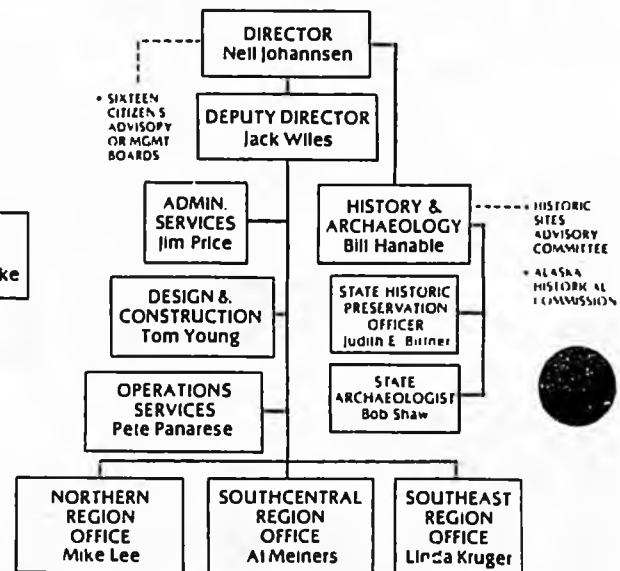 DIRECTOR
Neil Johannsen
• SIXTEEN
CITIZENS
ADVISORY
OR MGMT
BOARDS
DEPUTY DIRECTOR
Jack Wiles
ADMIN.
SERVICES
Jim Price
HISTORY &
ARCHAEOLOGY
Bill Hanable
• HISTORIC
SITES
ADVISORY
COMMITTEE
• ALASKA
HISTORICAL
COMMISSION
ke
DESIGN &
CONSTRUCTION
Tom Young
STATE HISTORIC
PRESERVATION
OFFICER
Judith E. Bittner
OPERATIONS
SERVICES
Pete Panarese
STATE
ARCHAEOLOGIST
Bob Shaw
NORTHERN
REGION
OFFICE
Mike Lee
SOUTHCENTRAL
REGION
OFFICE
Al Meiners
SOUTHEAST
REGION
OFFICE
Linda Kruger